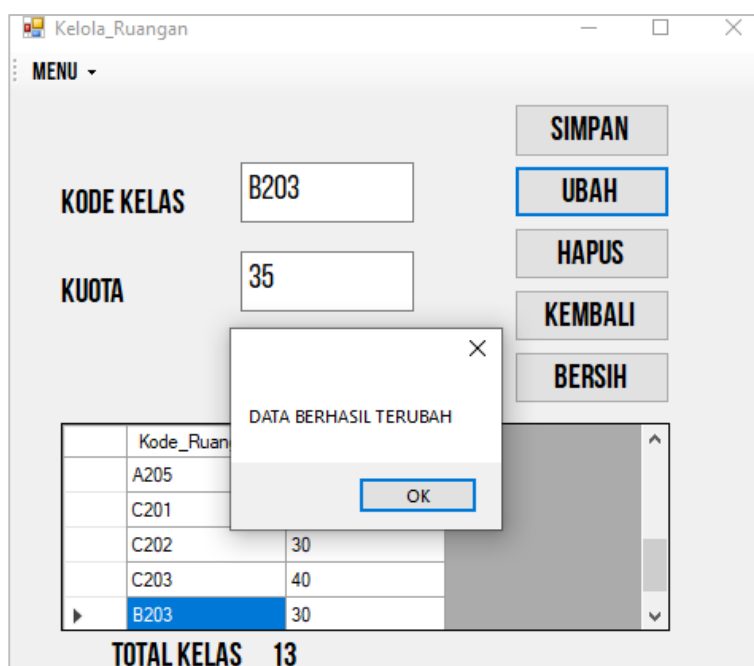 Kelola_Ruangan
MENU
SIMPAN
KODE KELAS B203 UBAH
HAPUS
KUOTA 35
KEMBALI
BERSIH
DATA BERHASIL TERUBAH
OK
Kode_Ruan
A205
C201
C202 30
C203 40
B203 30
TOTAL KELAS 13